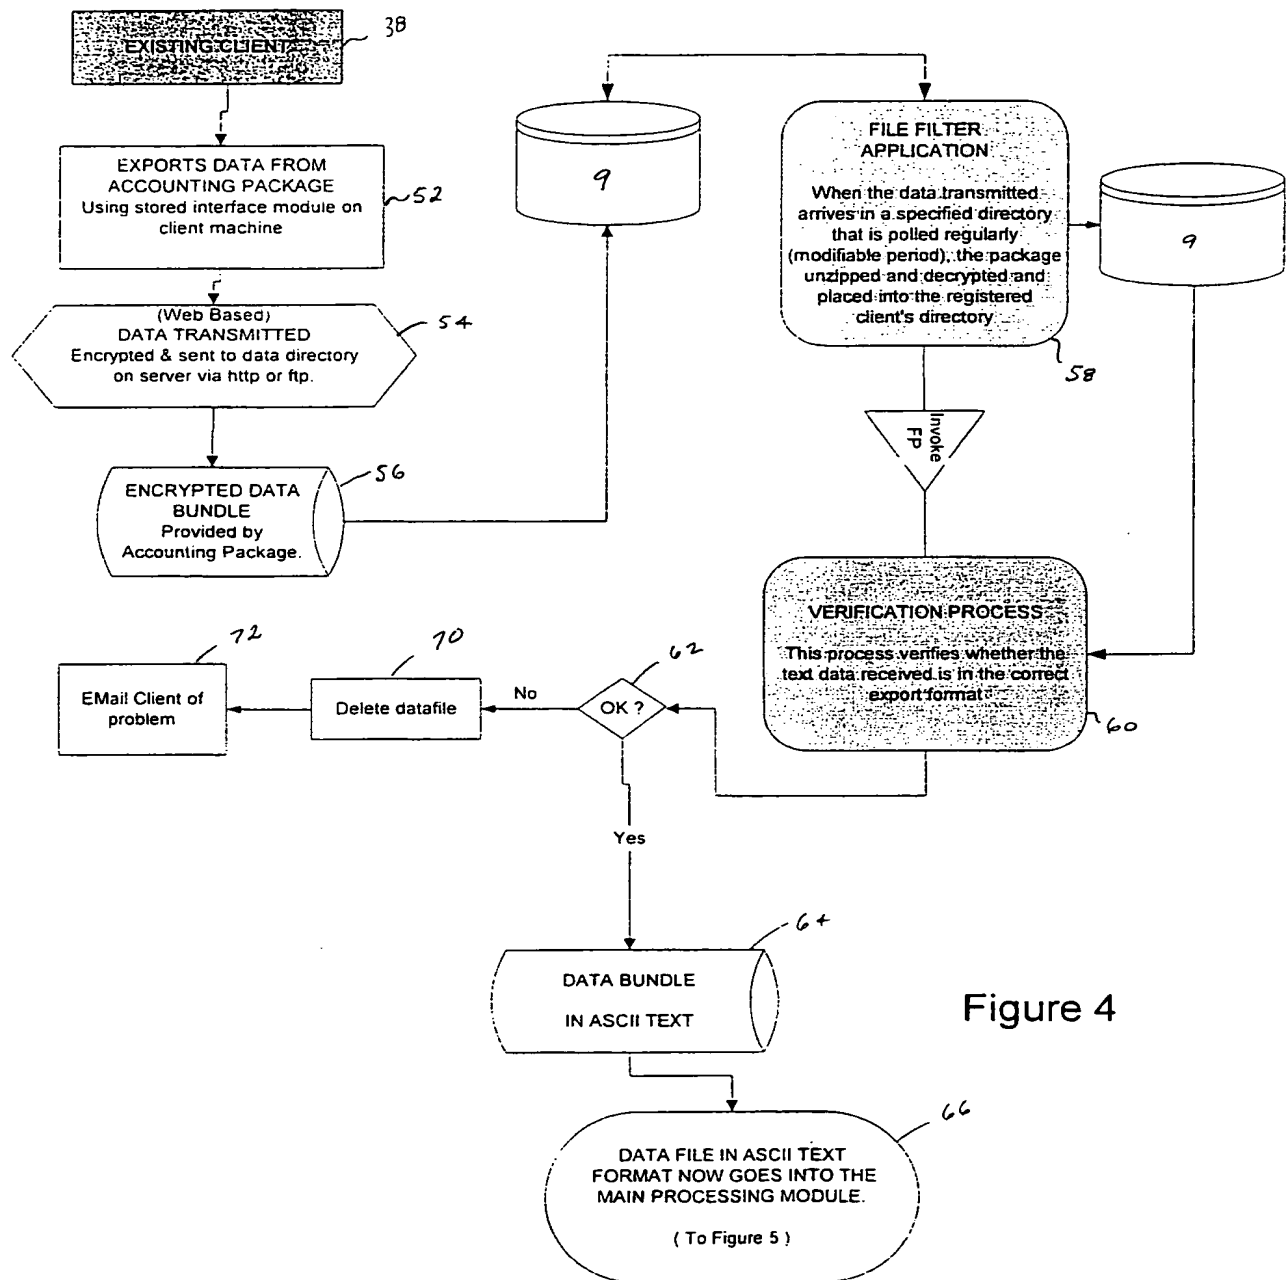 EXISTING CLIENT
38
EXPORTS DATA FROM
ACCOUNTING PACKAGE
Using stored interface module on
client machine
52
(Web Based)
DATA TRANSMITTED
Encrypted & sent to data directory
on server via http or ftp.
54
ENCRYPTED DATA
BUNDLE
Provided by
Accounting Package.
56
9
FILE FILTER
APPLICATION
When the data transmitted
arrives in a specified directory
that is polled regularly
(modifiable period), the package
unzipped and decrypted and
placed into the registered
client's directory
58
9
Invoke
FP
VERIFICATION PROCESS
This process verifies whether the
text data received is in the correct
export format
60
62
OK ?
No
70
Delete datafile
72
EMail Client of
problem
Yes
64
DATA BUNDLE
IN ASCII TEXT
Figure 4
66
DATA FILE IN ASCII TEXT
FORMAT NOW GOES INTO THE
MAIN PROCESSING MODULE.
( To Figure 5 )